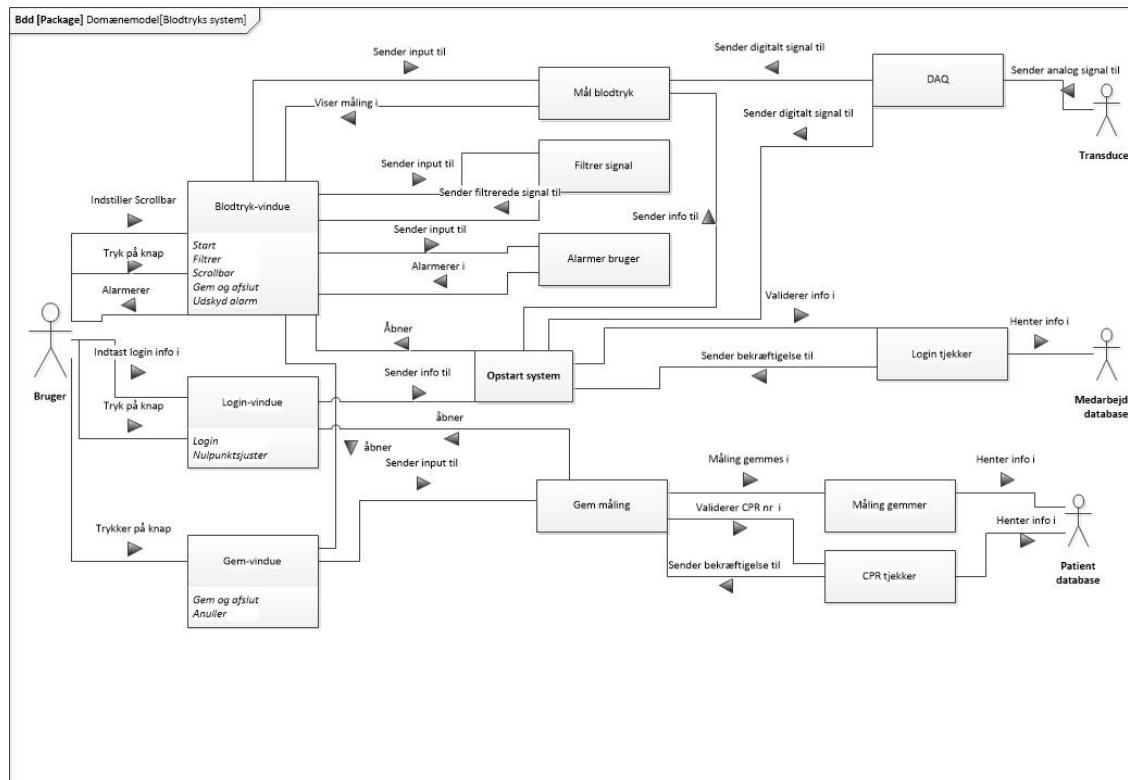 Bdd [Package] Domænemodel[Blodtryks system]
Sender input til
Sender digitalt signal til
Sender analog signal til
DAQ
Mål blodtryk
Viser måling i
Sender digitalt signal til
Transduce
Sender input til
Filtrer signal
Sender filtrerede signal til
Indstiller Scrollbar
Blodtryk-vindue
Sender info til
Sender input til
Start
Filtrer
Scrollbar
Gem og afslut
Udskyd alarm
Tryk på knap
Alarmer bruger
Alarmerer i
Alarmerer
Validerer info i
Åbner
Henter info i
Indtast login info i
Sender bekræftigelse til
Login tjekker
Opstart system
Sender info til
Bruger
Login-vindue
Medarbejd
database
Tryk på knap
åbner
Login
Nulpunktsjuster
åbner
Sender input til
Måling gemmes i
Henter info i
Gem måling
Måling gemmer
Validerer CPR nr i
Henter info i
Trykker på knap
Gem-vindue
Sender bekræftigelse til
CPR tjekker
Patient
database
Gem og afslut
Anuller